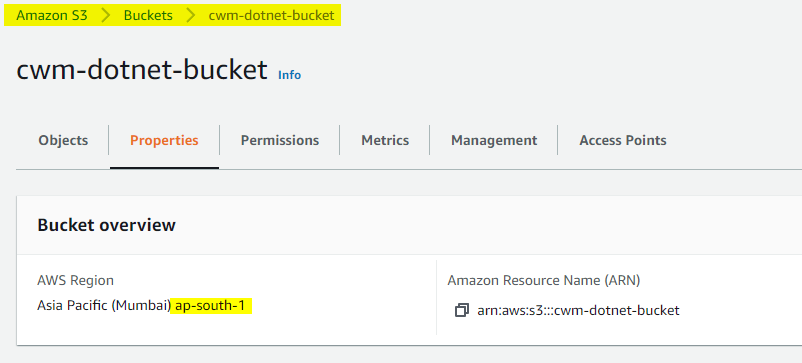 Amazon S3 > Buckets > cwm-dotnet-bucket
cwm-dotnet-bucket Info
Objects Properties Permissions Metrics Management Access Points
Bucket overview
AWS Region
Asia Pacific (Mumbai) ap-south-1
Amazon Resource Name (ARN)
arn:aws:s3:::cwm-dotnet-bucket